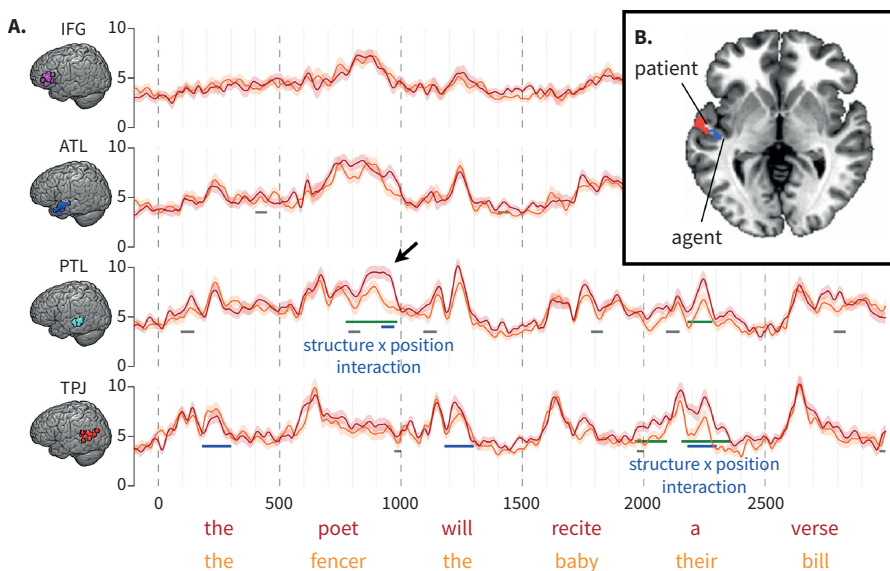 A.
IFG
10
5
0
ATL
10
5
0
PTL
10
5
0
structure x position
interaction
TPJ
10
5
0
structure x position
interaction
0 500 1000 1500 2000 2500
the poet will recite a verse
the fencer the baby their bill
B.
patient
agent